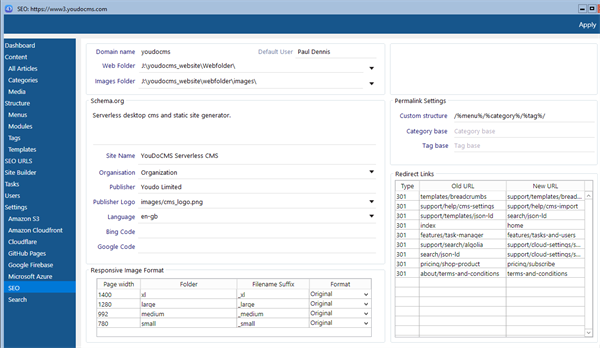 SEO: https://www3.youdocms.com
Apply
Dashboard
Content
All Articles
Categories
Media
Structure
Menus
Modules
Tags
Templates
SEO URLS
Site Builder
Tasks
Users
Settings
Amazon S3
Amazon Cloudfront
Cloudflare
GitHub Pages
Google Firebase
Microsoft Azure
SEO
Search
Domain name youdocms Default User Paul Dennis
Web Folder J:\youdocms_website\Webfolder\
Images Folder J:\youdocms_website\webfolder\images\
Schema.org
Serverless desktop cms and static site generator.
Site Name YouDoCMS Serverless CMS
Organisation Organization
Publisher Youdo Limited
Publisher Logo images/cms_logo.png
Language en-gb
Bing Code
Google Code
Responsive Image Format
Page width Folder Filename Suffix Format
1400 xl _xl Original
1280 large _large Original
992 medium _medium Original
780 small _small Original
Permalink Settings
Custom structure /%menu%/%category%/%tag%/
Category base Category base
Tag base Tag base
Redirect Links
Type Old URL New URL
301 templates/breadcrumbs support/templates/bread...
301 support/help/cms-settings support/help/cms-import
301 support/templates/json-ld search/json-ld
301 index home
301 features/task-manager features/tasks-and-users
301 support/search/alqolia support/cloud-settings/s...
301 search/json-ld support/cloud-settings/s...
301 pricing/shop-product pricing/subscribe
301 about/terms-and-conditions terms-and-conditions